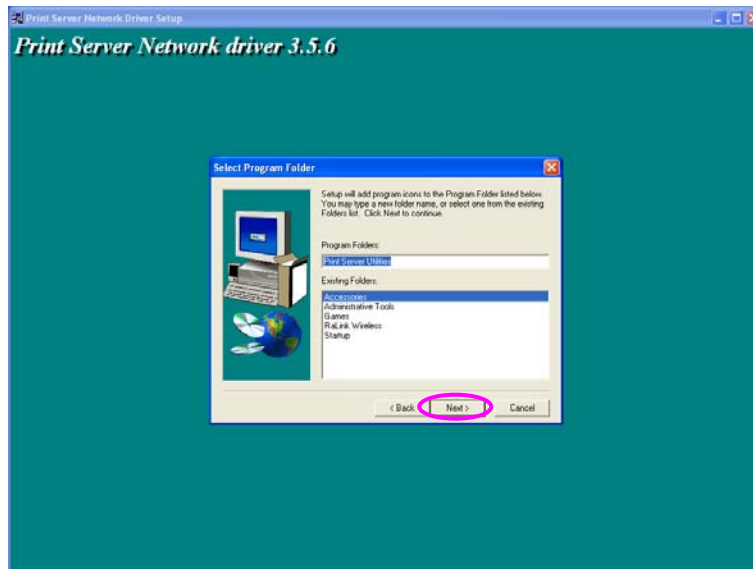 Print Server Network Driver Setup
Print Server Network driver 3.5.6
Select Program Folder
Setup will add program icons to the Program Folder listed below.
You may type a new folder name, or select one from the existing
Folders list. Click Next to continue.
Program Folders:
Print Server Utilities
Existing Folders:
Accessories
Administrative Tools
Games
RaLink Wireless
Startup
< Back
Next >
Cancel